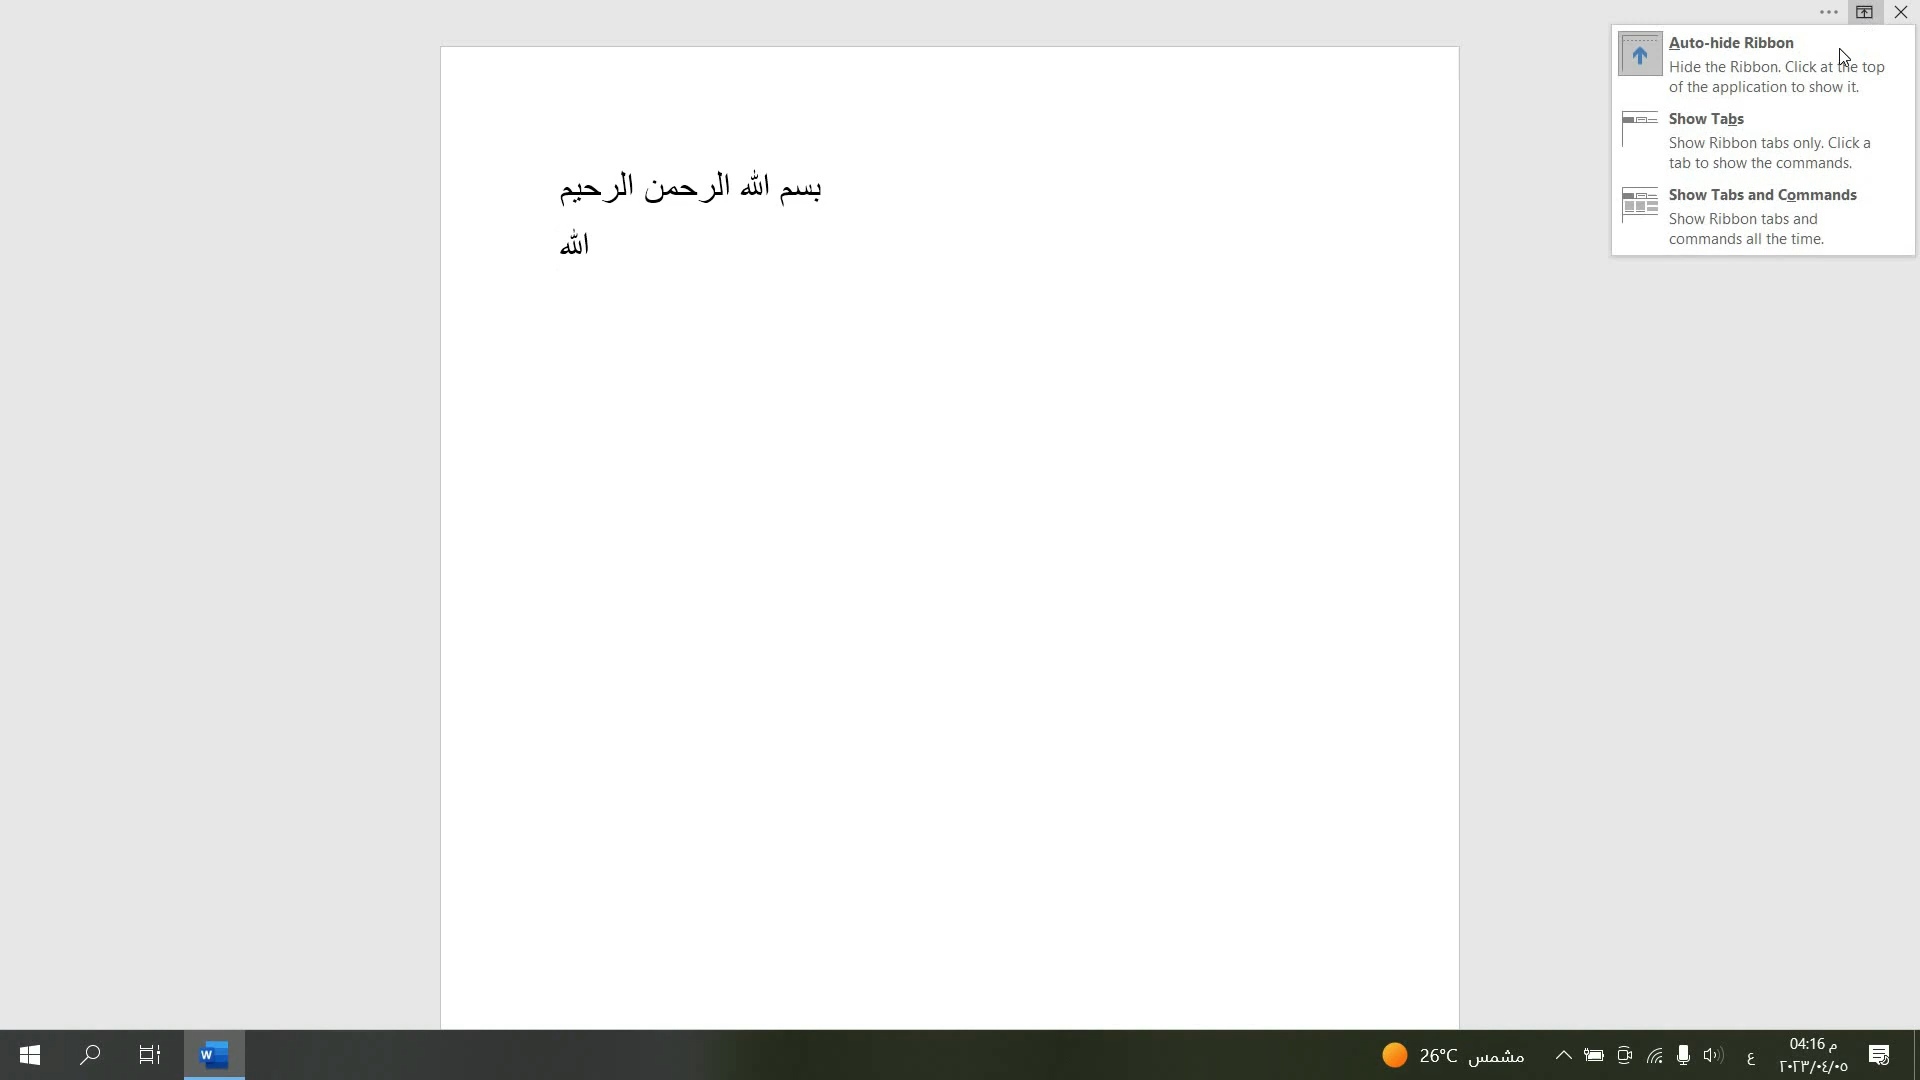 Auto-hide Ribbon
Hide the Ribbon. Click at the top
of the application to show it.
Show Tabs
Show Ribbon tabs only. Click a
tab to show the commands.
Show Tabs and Commands
Show Ribbon tabs and
commands all the time.
بسم الله الرحمن الرحيم
الله
W
26°C مشمس
ع
04:16 م
٢٠٢٣/٠٤/٠٥